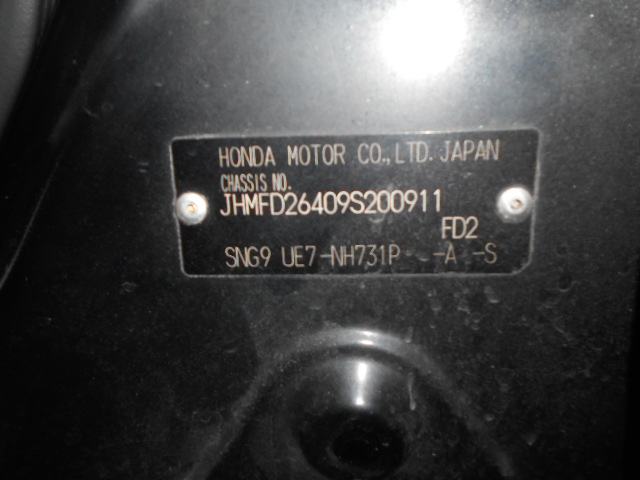 HONDA MOTOR CO.,LTD. JAPAN
CHASSIS NO.
JHMFD26409S200911
FD2
SNG9 UE7-NH731P -A -S